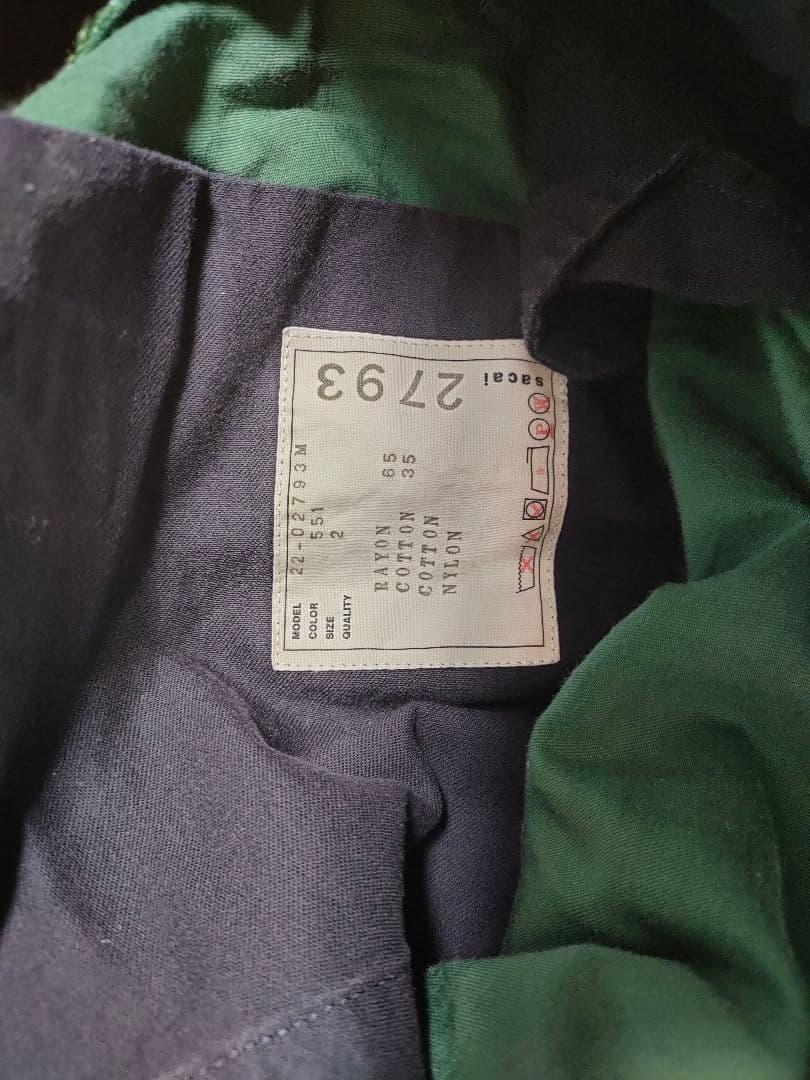 MODEL 22-02793M
COLOR 551
SIZE 2
QUALITY
RAYON 65
COTTON 35
COTTON
NYLON
2793
sacai
P